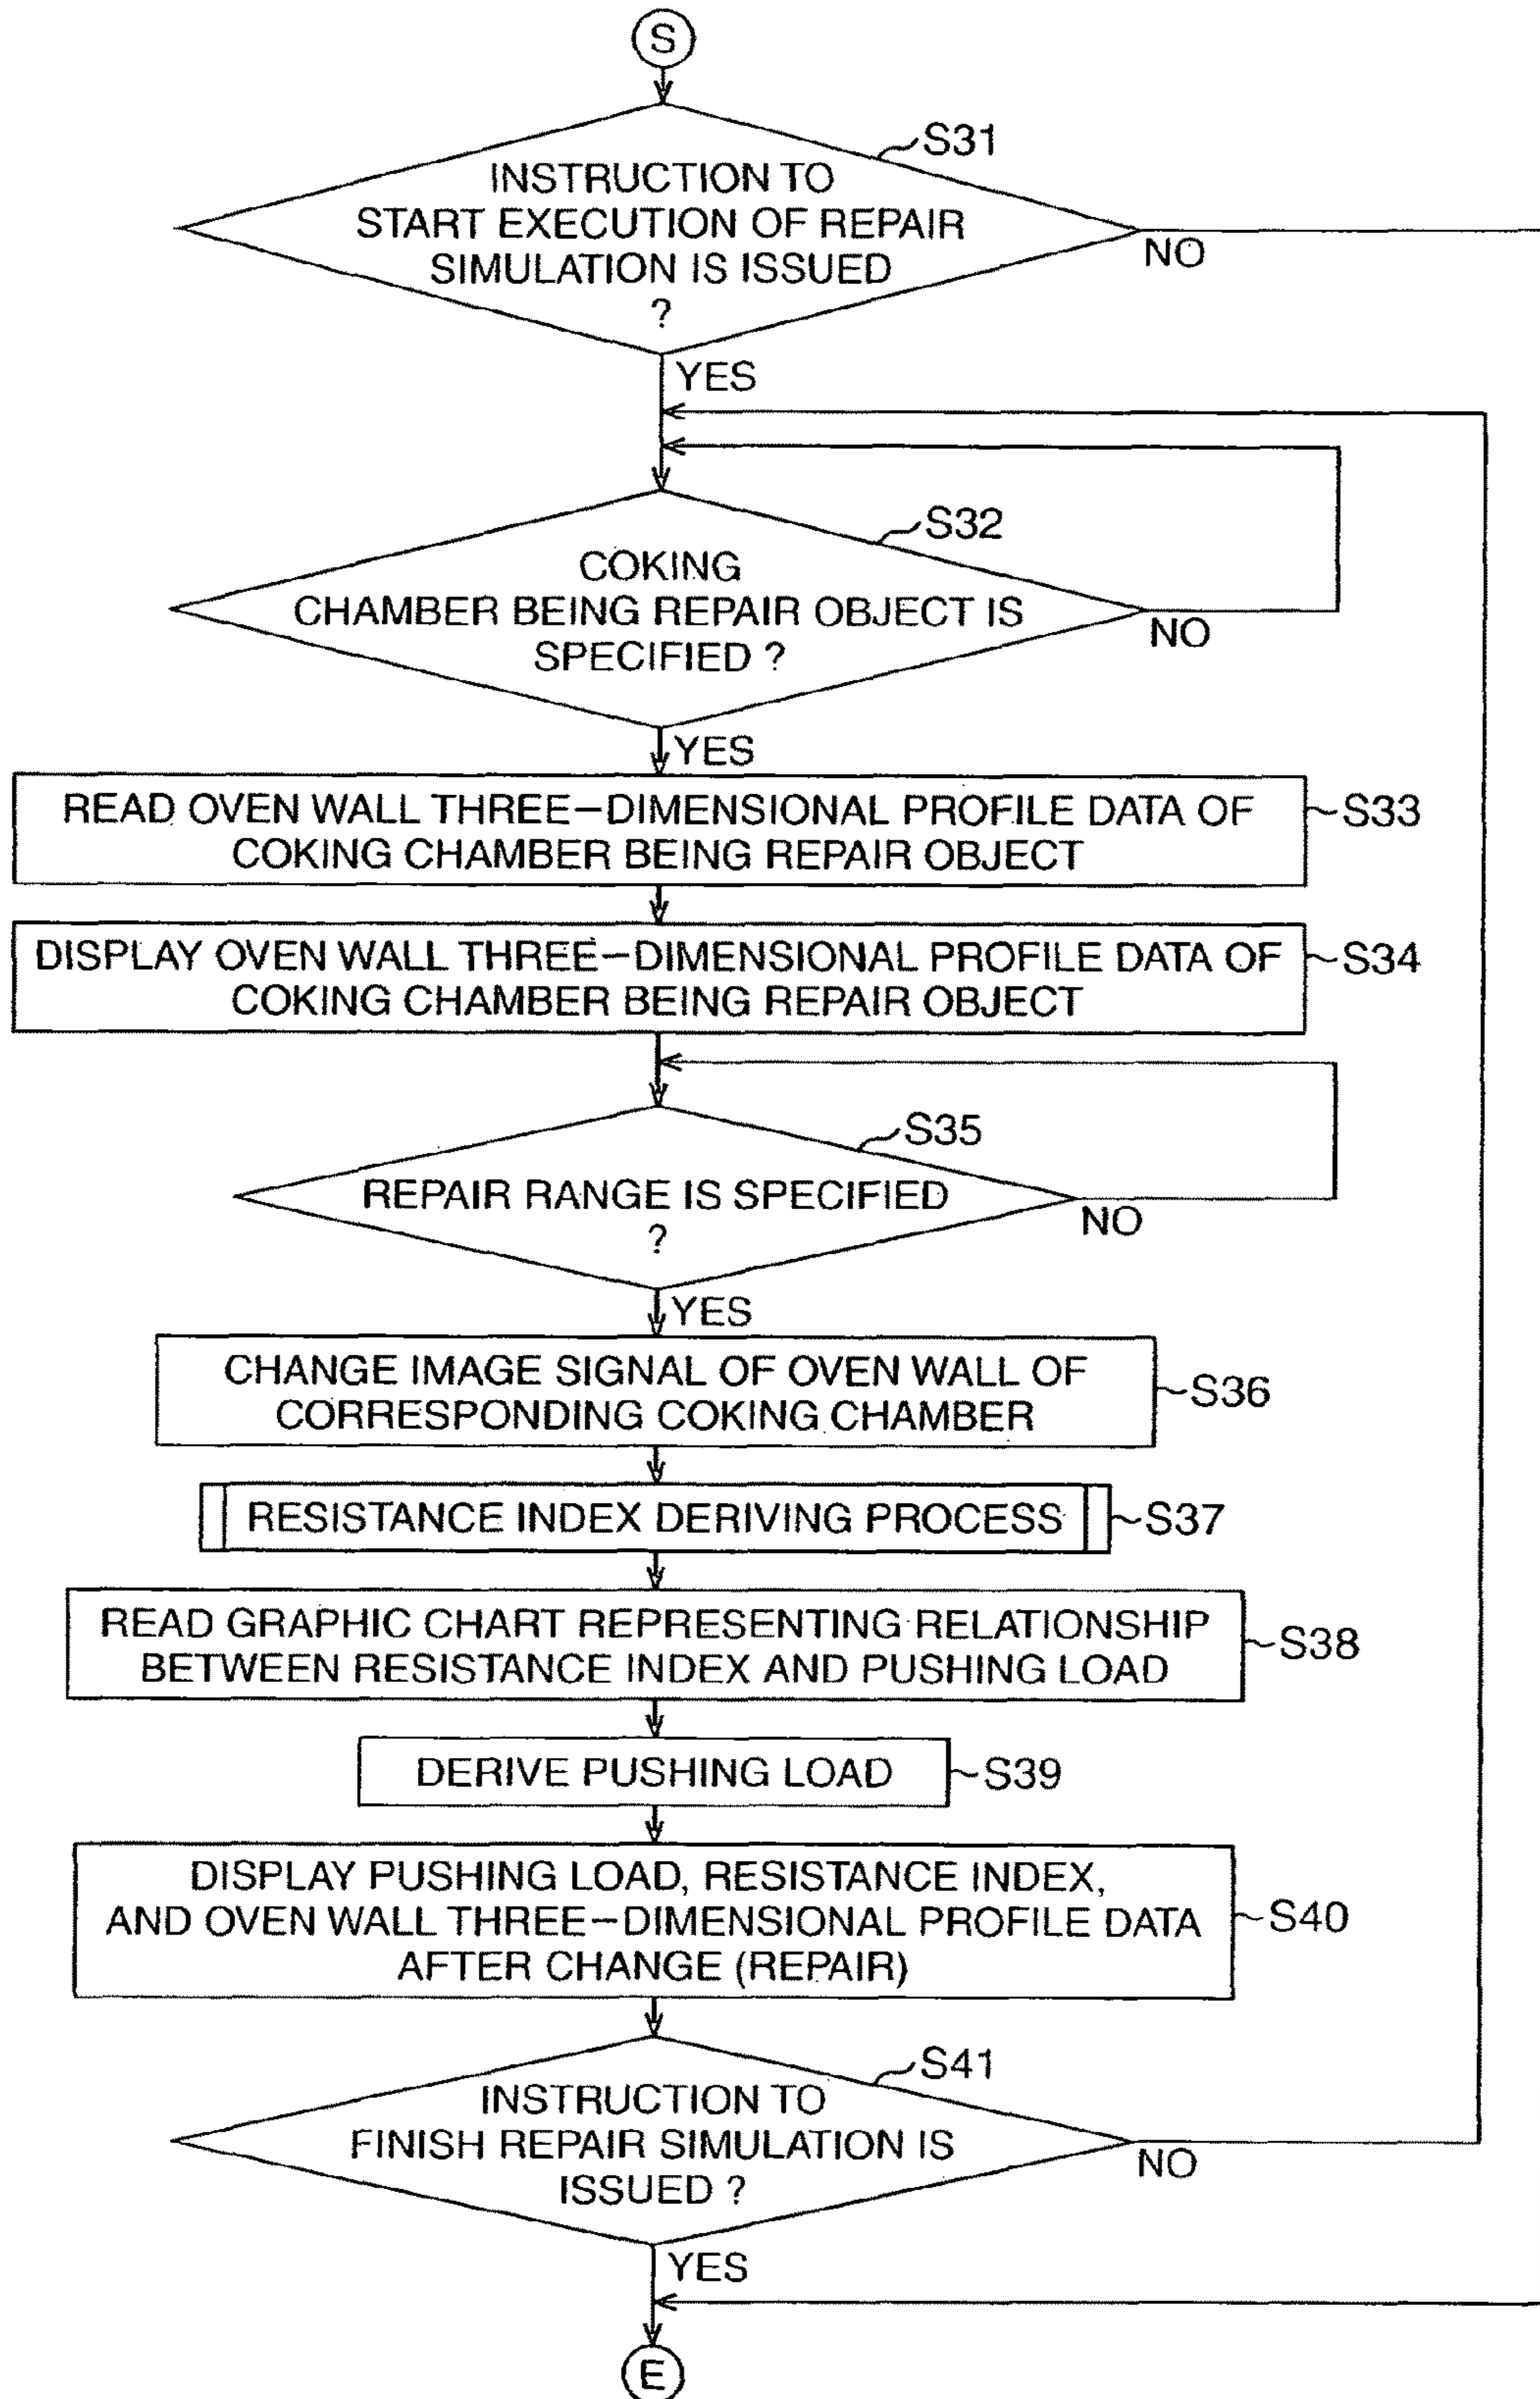 S
S31
INSTRUCTION TO
START EXECUTION OF REPAIR
SIMULATION IS ISSUED
?
NO
YES
S32
COKING
CHAMBER BEING REPAIR OBJECT IS
SPECIFIED ?
NO
YES
READ OVEN WALL THREE-DIMENSIONAL PROFILE DATA OF
COKING CHAMBER BEING REPAIR OBJECT
S33
DISPLAY OVEN WALL THREE-DIMENSIONAL PROFILE DATA OF
COKING CHAMBER BEING REPAIR OBJECT
S34
S35
REPAIR RANGE IS SPECIFIED
?
NO
YES
CHANGE IMAGE SIGNAL OF OVEN WALL OF
CORRESPONDING COKING CHAMBER
S36
RESISTANCE INDEX DERIVING PROCESS
S37
READ GRAPHIC CHART REPRESENTING RELATIONSHIP
BETWEEN RESISTANCE INDEX AND PUSHING LOAD
S38
DERIVE PUSHING LOAD
S39
DISPLAY PUSHING LOAD, RESISTANCE INDEX,
AND OVEN WALL THREE-DIMENSIONAL PROFILE DATA
AFTER CHANGE (REPAIR)
S40
S41
INSTRUCTION TO
FINISH REPAIR SIMULATION IS
ISSUED ?
NO
YES
E